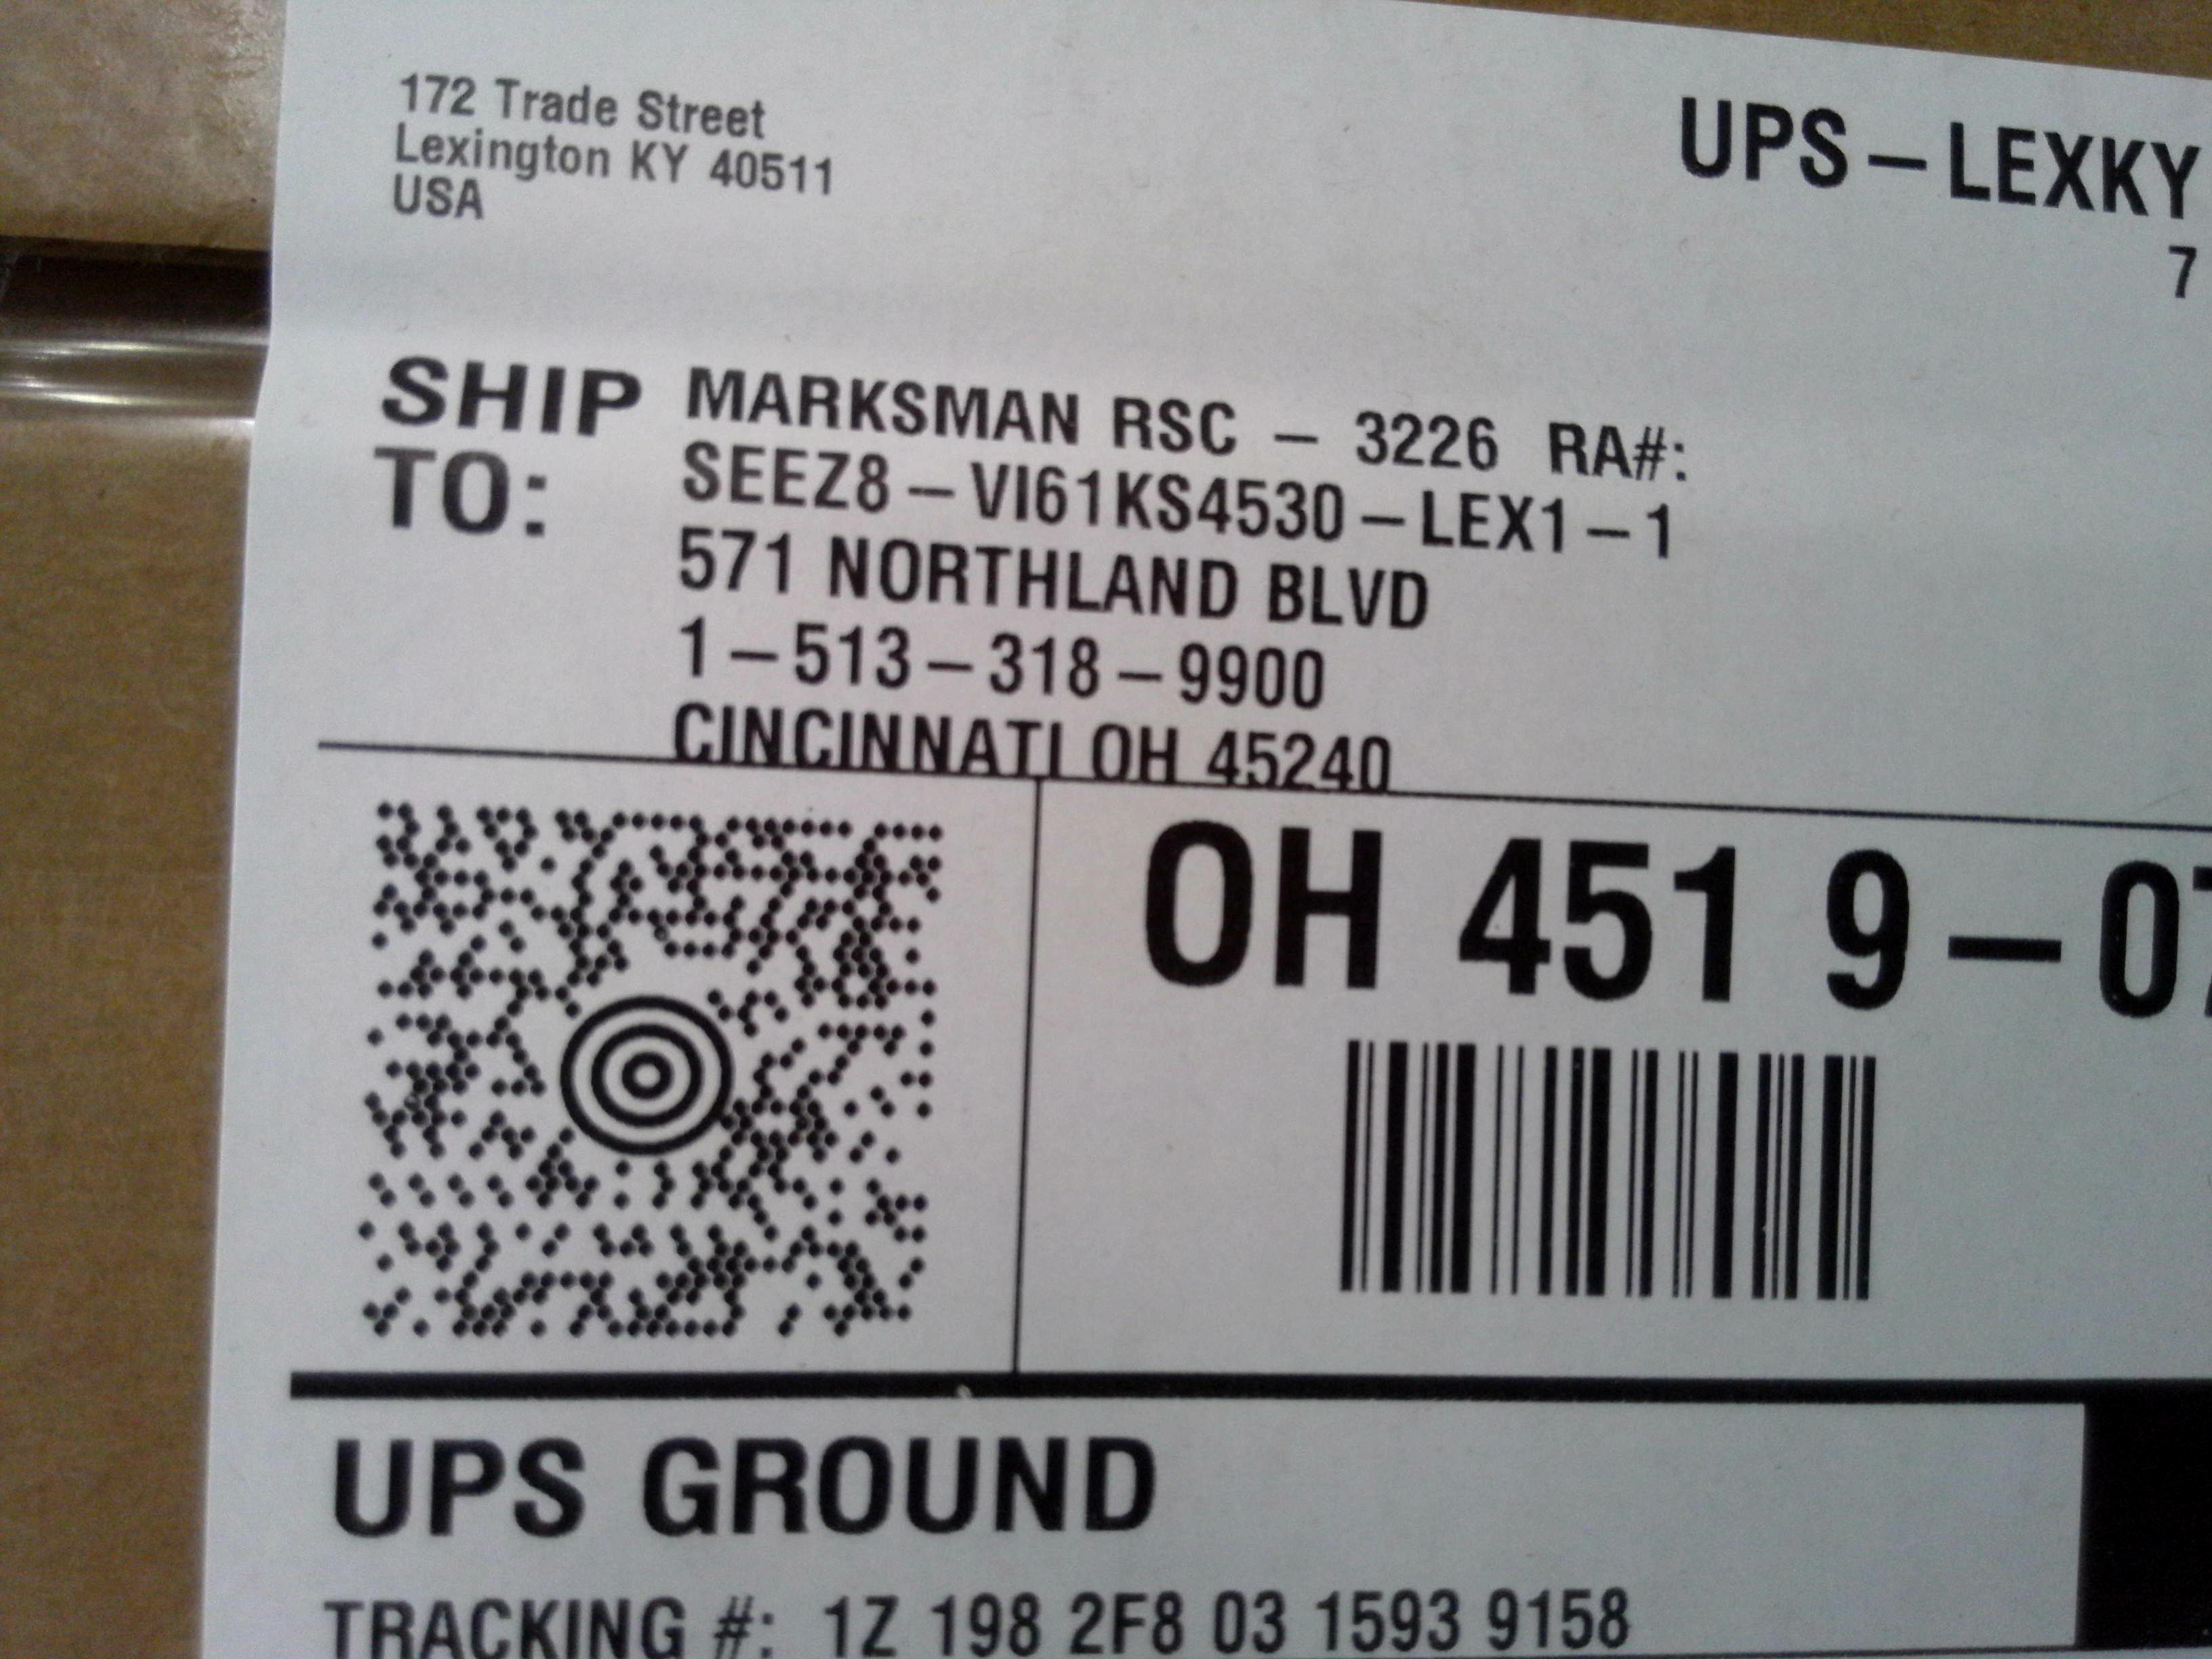 172 Trade Street
Lexington KY 40511
USA
UPS – LEXKY
7
SHIP TO:
MARKSMAN RSC – 3226 RA#:
SEEZ8 – VI61KS4530 – LEX1 – 1
571 NORTHLAND BLVD
1 – 513 – 318 – 9900
CINCINNATI OH 45240
OH 451 9 – 07
UPS GROUND
TRACKING #: 1Z 198 2F8 03 1593 9158